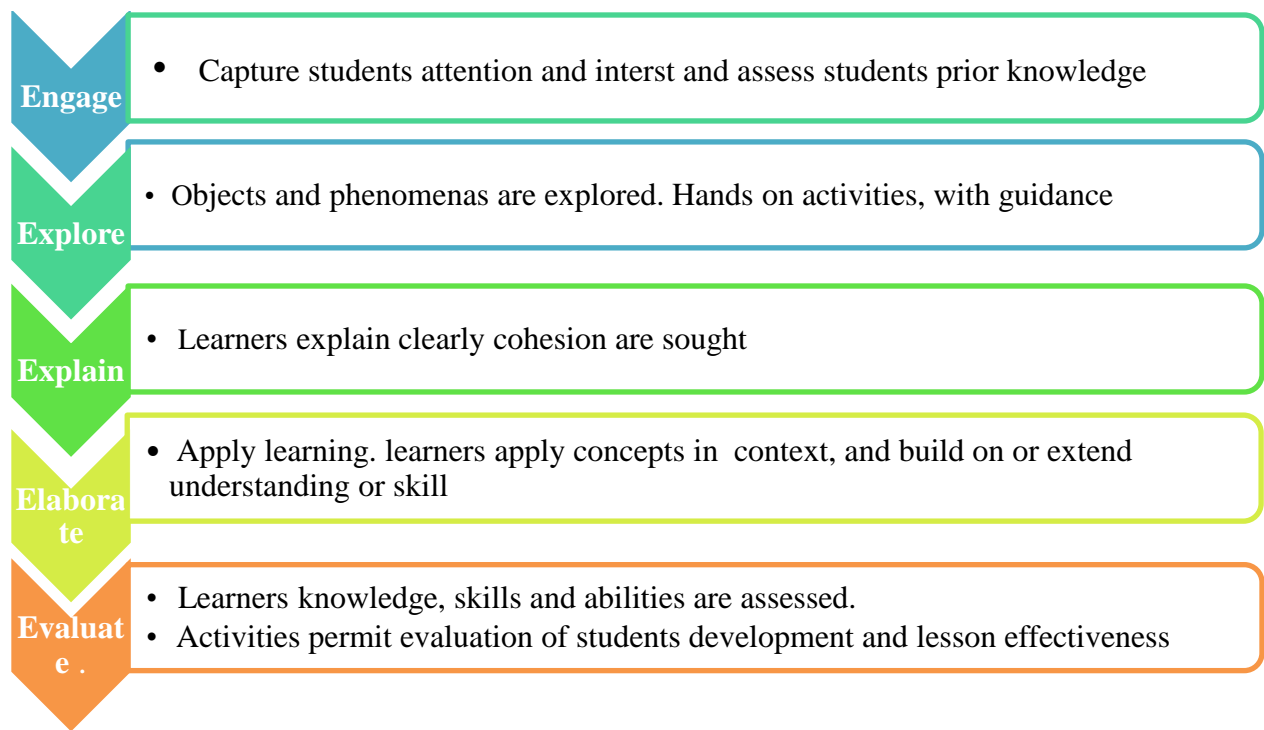 Engage
• Capture students attention and interst and assess students prior knowledge
Explore
• Objects and phenomenas are explored. Hands on activities, with guidance
Explain
• Learners explain clearly cohesion are sought
Elabora
te
• Apply learning. learners apply concepts in context, and build on or extend
understanding or skill
Evaluat
e .
• Learners knowledge, skills and abilities are assessed.
• Activities permit evaluation of students development and lesson effectiveness